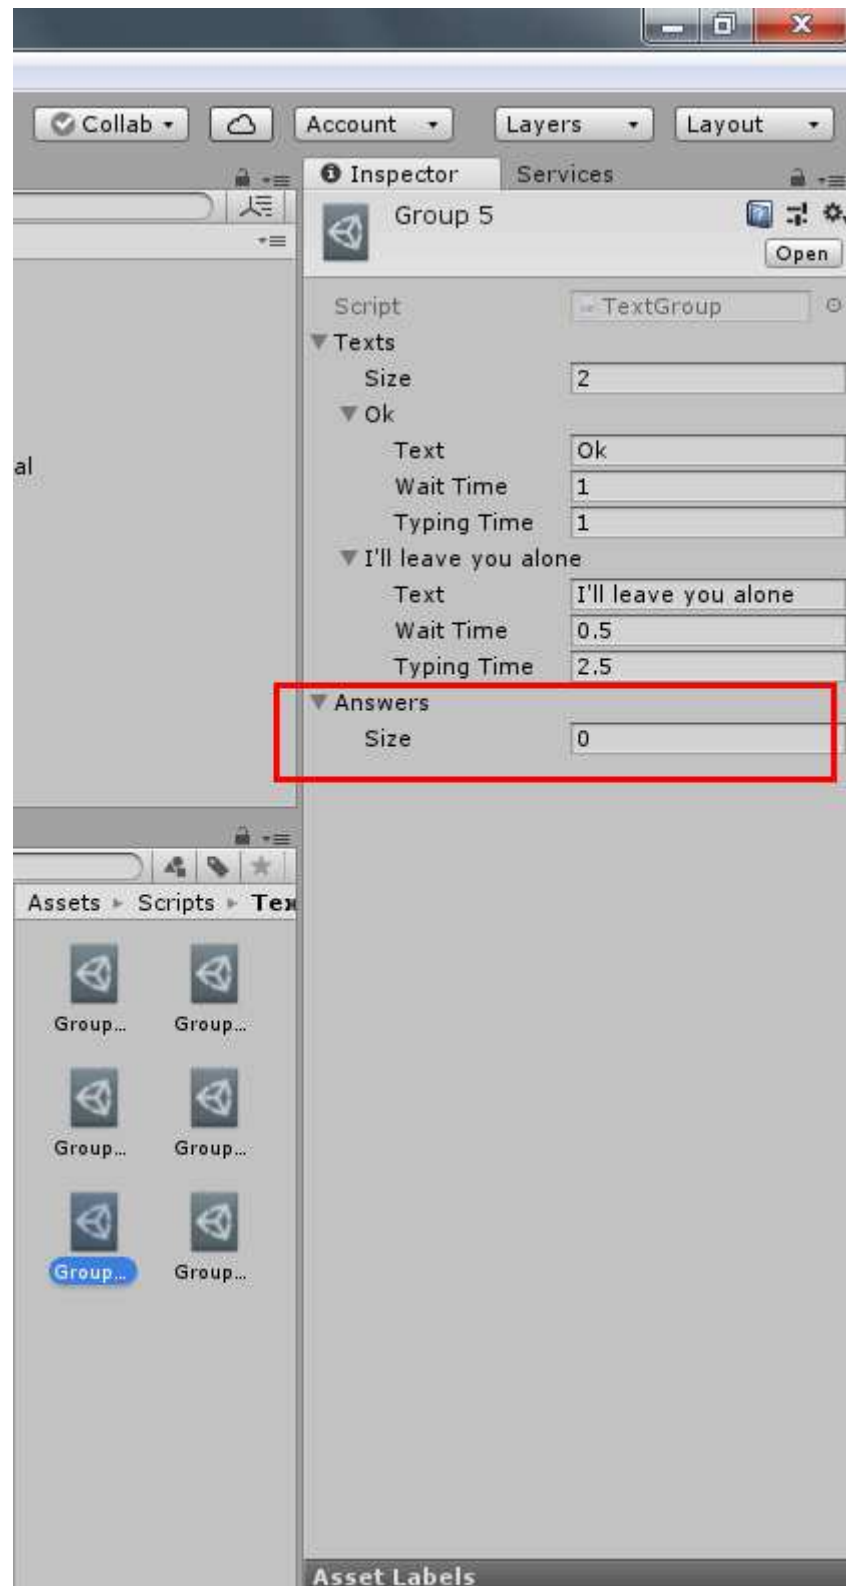 Collab
Account
Layers
Layout
Inspector
Services
Group 5
Open
Script
TextGroup
Texts
Size
2
Ok
Text
Ok
Wait Time
1
Typing Time
1
I'll leave you alone
Text
I'll leave you alone
Wait Time
0.5
Typing Time
2.5
Answers
Size
0
al
Assets
Scripts
Tex
Group...
Group...
Group...
Group...
Group...
Group...
Asset Labels